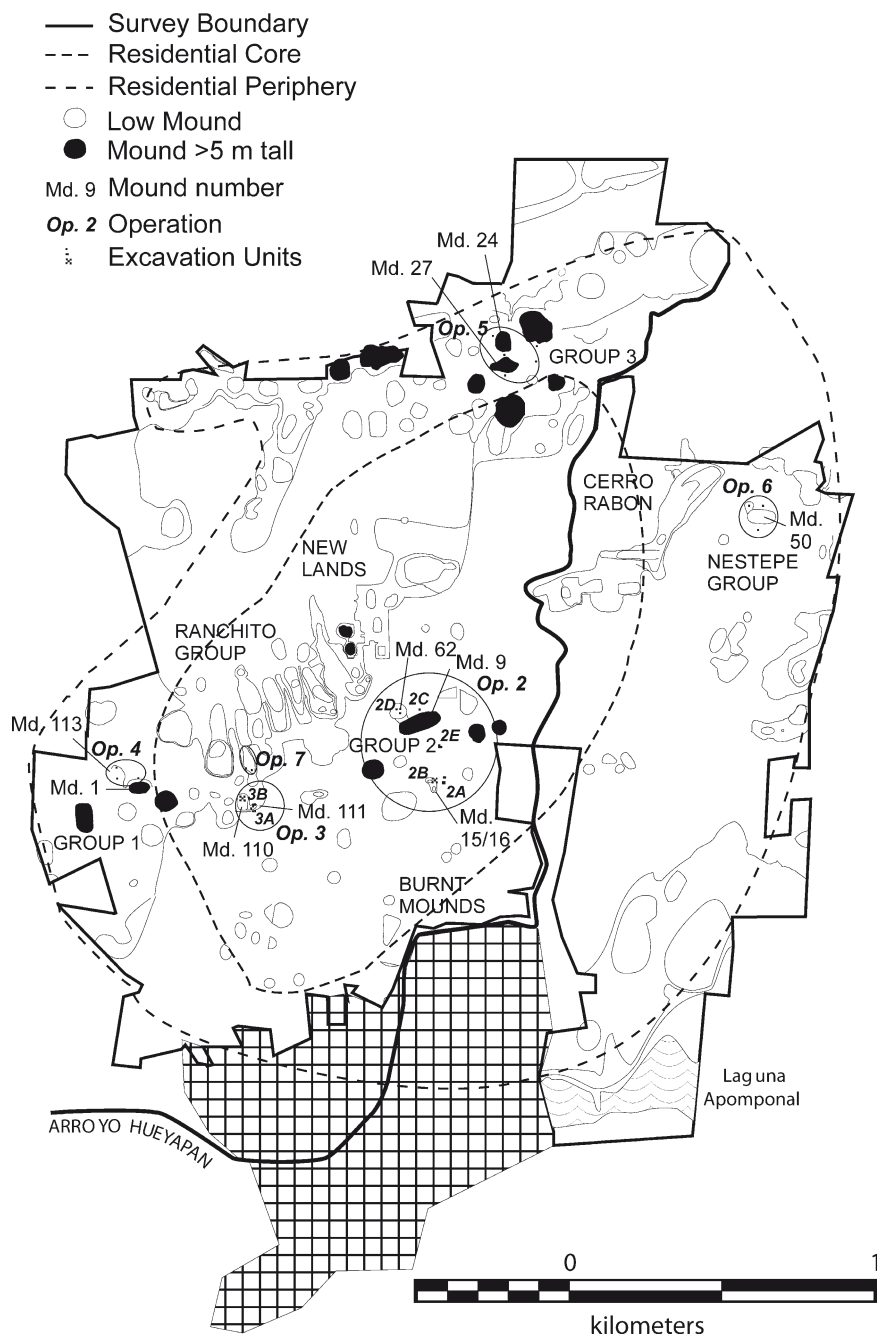 Survey Boundary
Residential Core
Residential Periphery
Low Mound
Mound >5 m tall
Md. 9 Mound number
Op. 2 Operation
Excavation Units
Md. 24
Md. 27
Op. 5
GROUP 3
CERRO
RABON
Op. 6
Md.
50
NESTEPE
GROUP
NEW
LANDS
RANCHITO
GROUP
Md. 62
Md. 9
Op. 2
2D
2C
GROUP 2
2E
2B
2A
Md.
15/16
Md. 113
Op. 4
Md. 1
GROUP 1
Op. 7
3B
3A
Md. 111
Op. 3
Md. 110
BURNT
MOUNDS
Laguna
Apomponal
ARROYO HUEYAPAN
0
1
kilometers